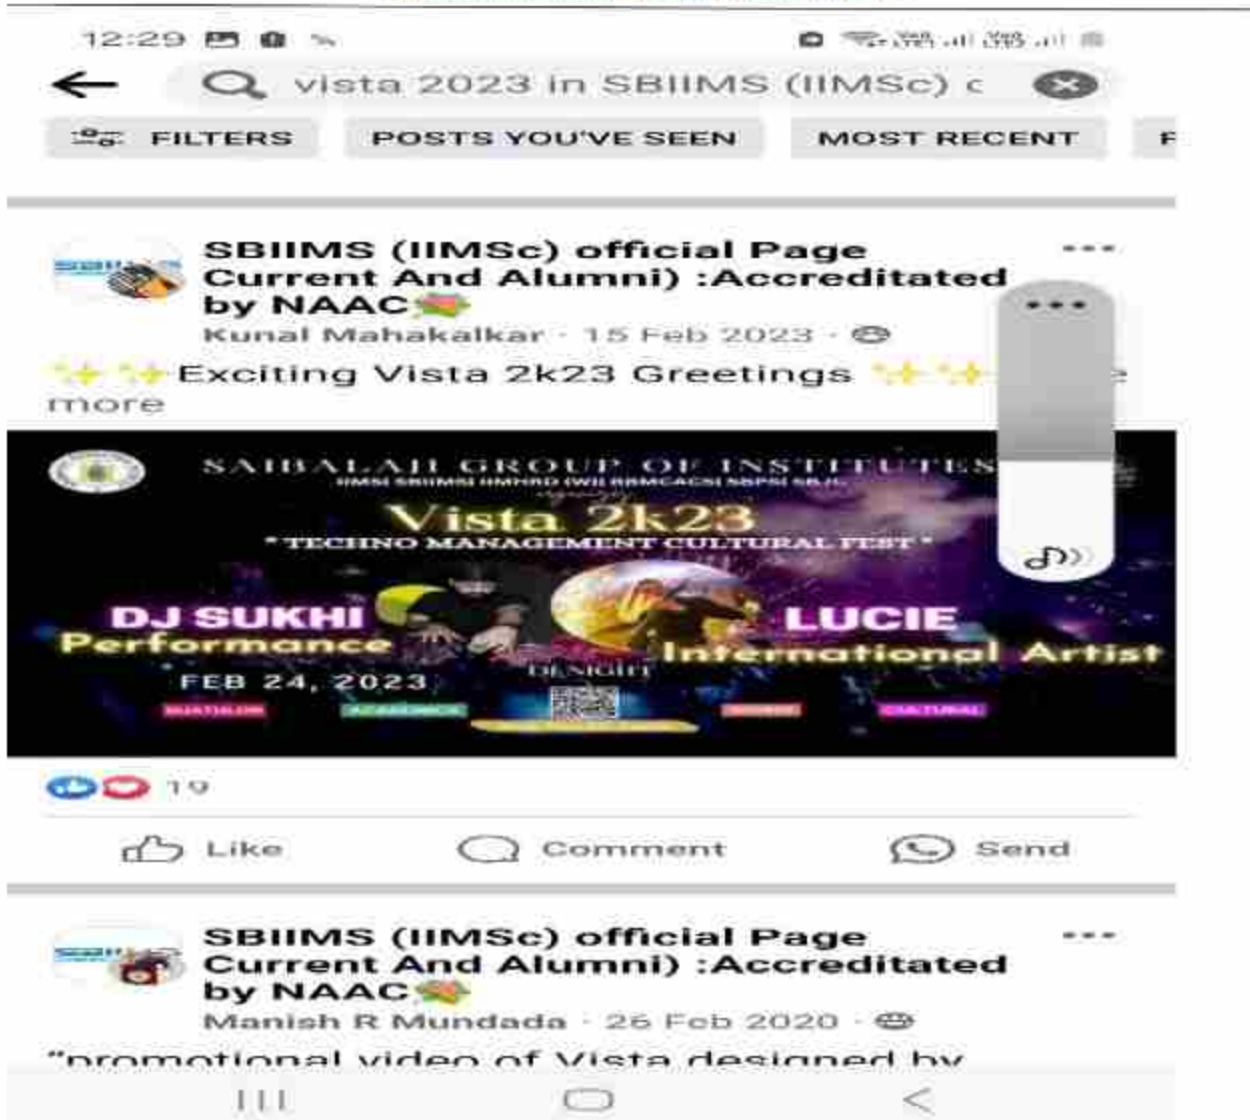 12:29
vista 2023 in SBIIMS (IIMSc) c
FILTERS
POSTS YOU'VE SEEN
MOST RECENT
SBIIMS (IIMSc) official Page
Current And Alumni) :Accreditated
by NAAC
Kunal Mahakalkar · 15 Feb 2023 ·
✨✨Exciting Vista 2k23 Greetings ✨✨
more
SAIBALAJI GROUP OF INSTITUTES
Vista 2k23
"TECHNO MANAGEMENT CULTURAL FEST"
DJ SUKHI
Performance
LUCIE
International Artist
FEB 24, 2023
CULTURAL
19
Like
Comment
Send
SBIIMS (IIMSc) official Page
Current And Alumni) :Accreditated
by NAAC
Manish R Mundada · 26 Feb 2020 ·
"promotional video of Vista designed by